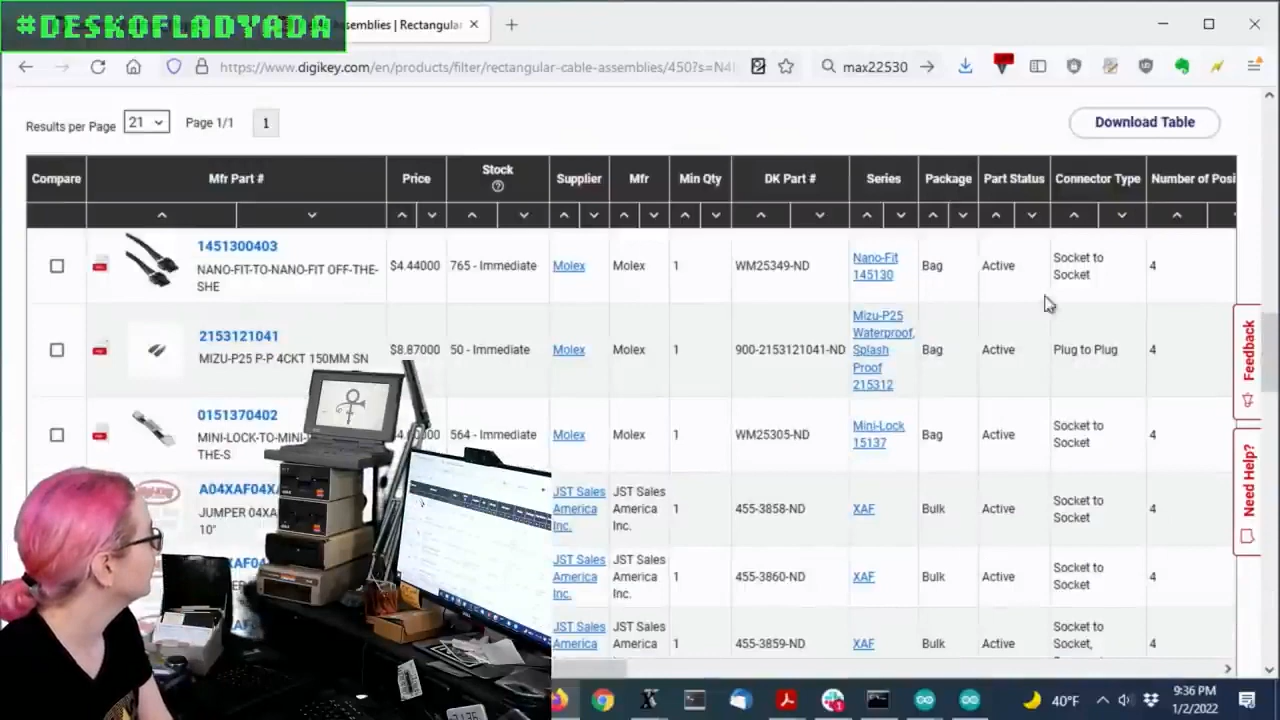 #DESKOFLADYADA
Assemblies | Rectangular
https://www.digikey.com/en/products/filter/rectangular-cable-assemblies/450?s=N4
max22530
Results per Page
21
Page 1/1
1
Download Table
Compare
Mfr Part #
Price
Stock
Supplier
Mfr
Min Qty
DK Part #
Series
Package
Part Status
Connector Type
Number of Posi
1451300403
NANO-FIT-TO-NANO-FIT OFF-THE-
SHE
$4.44000
765 - Immediate
Molex
Molex
1
WM25349-ND
Nano-Fit
145130
Bag
Active
Socket to
Socket
4
2153121041
MIZU-P25 P-P 4CKT 150MM SN
$8.87000
50 - Immediate
Molex
Molex
1
900-2153121041-ND
Mizu-P25
Waterproof,
Splash
Proof
215312
Bag
Active
Plug to Plug
4
0151370402
MINI-LOCK-TO-MINI-
THE-S
564 - Immediate
Molex
Molex
1
WM25305-ND
Mini-Lock
15137
Bag
Active
Socket to
Socket
4
A04XAF04X
JUMPER 04XA
10"
JST Sales
America
Inc.
JST Sales
America
Inc.
1
455-3858-ND
XAF
Bulk
Active
Socket to
Socket
4
XAF04
JST Sales
America
Inc.
JST Sales
America
Inc.
1
455-3860-ND
XAF
Bulk
Active
Socket to
Socket
4
JST Sales
America
JST Sales
America
1
455-3859-ND
XAF
Bulk
Active
Socket to
Socket,
4
Feedback
Need Help?
40°F
9:36 PM
1/2/2022